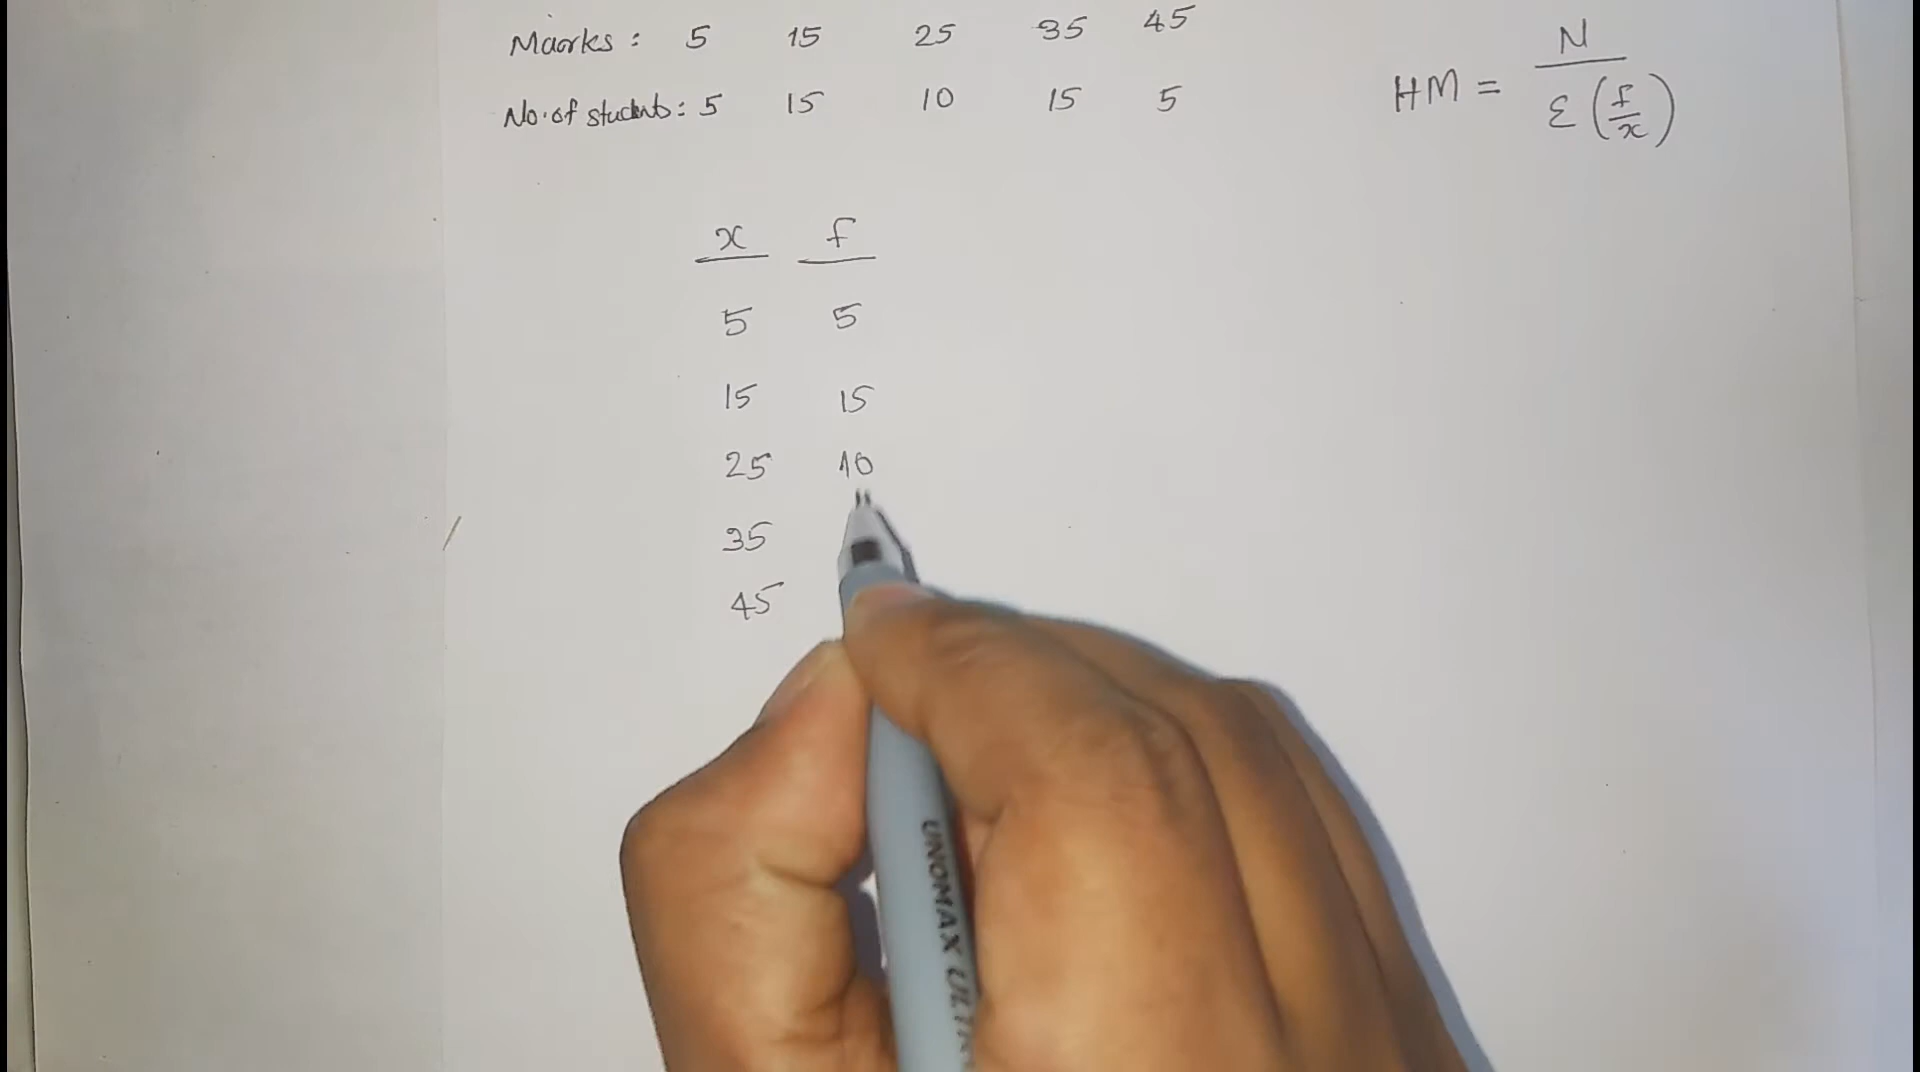 Marks : 5 15 25 35 45
No. of students : 5 15 10 15 5
HM = N / Σ (f/x)
x f
5 5
15 15
25 10
35
45
UNOMAX